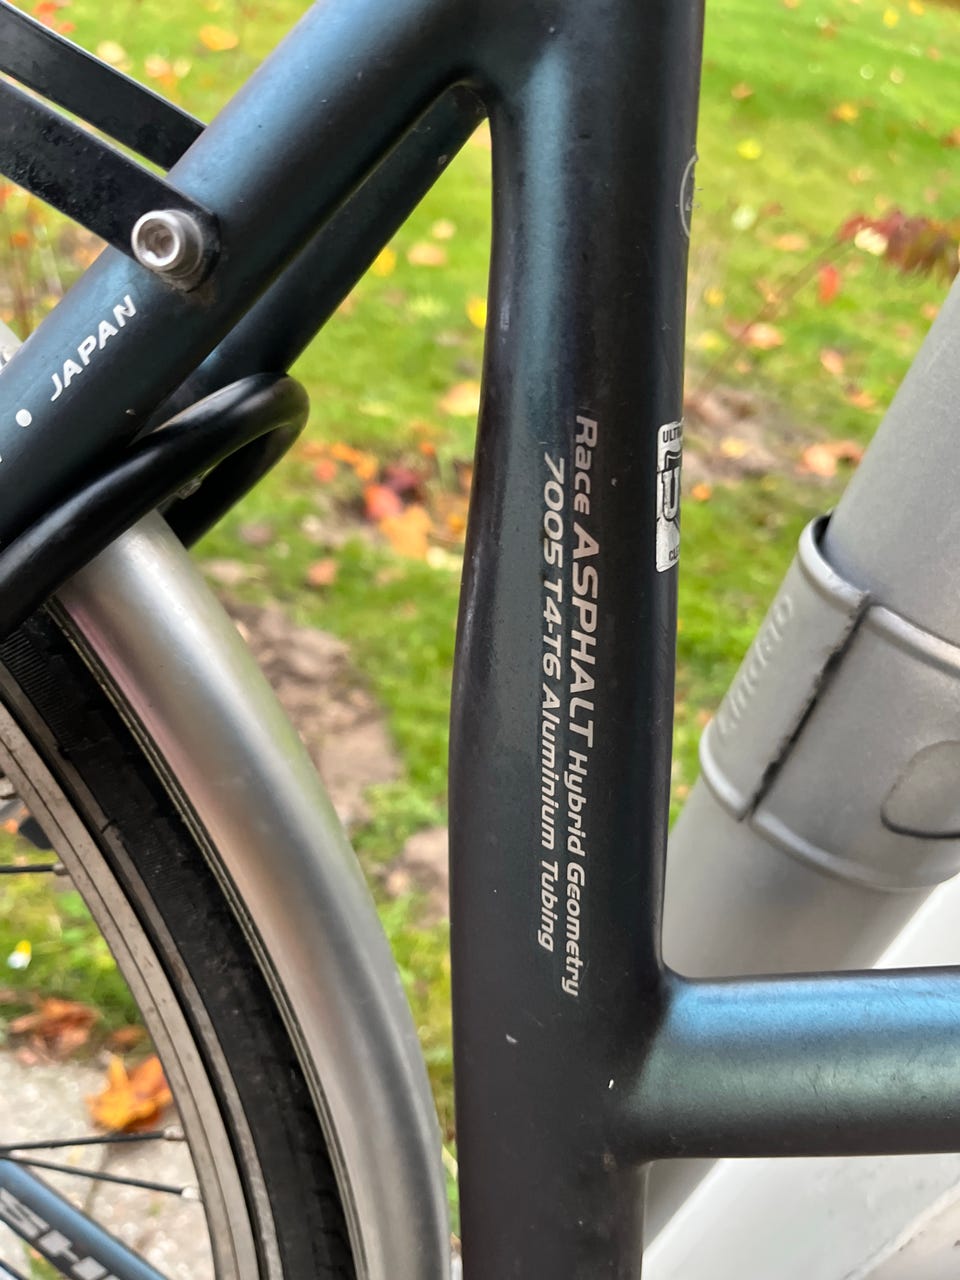 JAPAN
Race ASPHALT Hybrid Geometry
7005 T4-T6 Aluminium Tubing